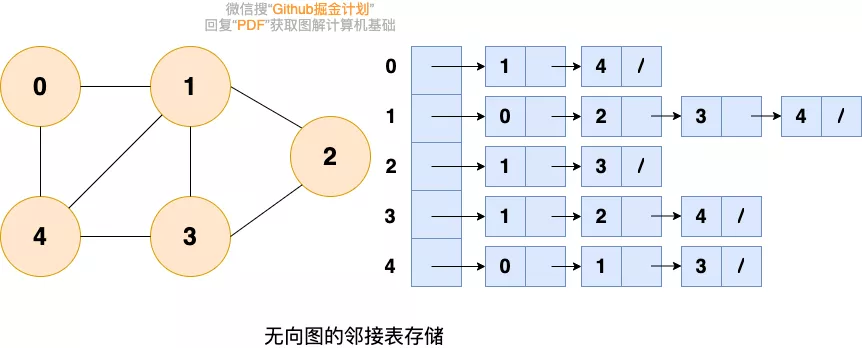 微信搜“Github掘金计划”
回复“PDF”获取图解计算机基础
0 1
2
4 3
0 1 4 /
1 0 2 3 4 /
2 1 3 /
3 1 2 4 /
4 0 1 3 /
无向图的邻接表存储